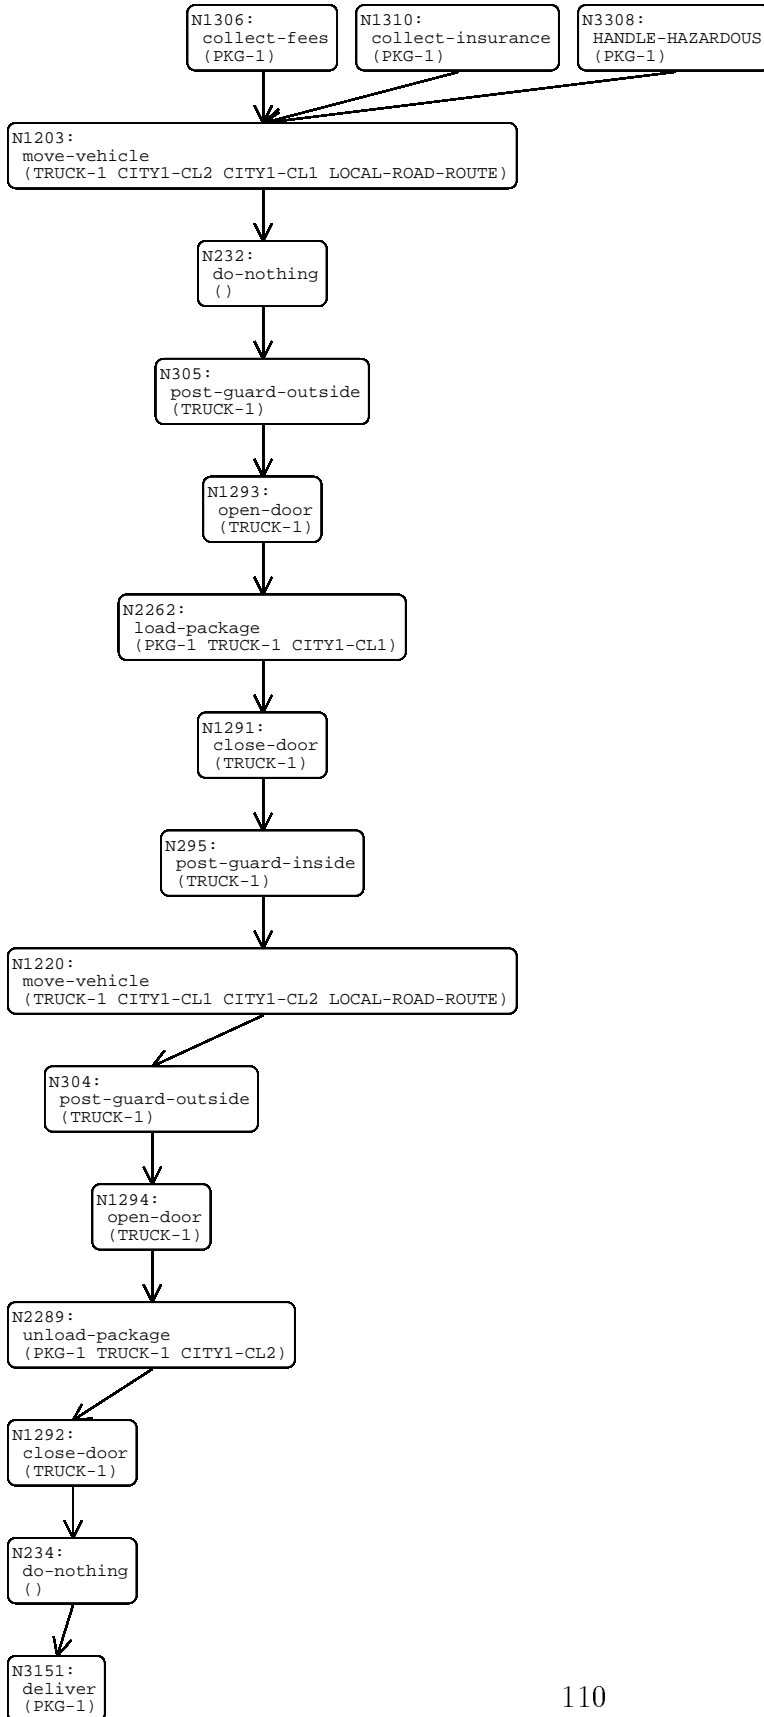 N1306:
collect-fees
(PKG-1)
N1310:
collect-insurance
(PKG-1)
N3308:
HANDLE-HAZARDOUS
(PKG-1)
N1203:
move-vehicle
(TRUCK-1 CITY1-CL2 CITY1-CL1 LOCAL-ROAD-ROUTE)
N232:
do-nothing
()
N305:
post-guard-outside
(TRUCK-1)
N1293:
open-door
(TRUCK-1)
N2262:
load-package
(PKG-1 TRUCK-1 CITY1-CL1)
N1291:
close-door
(TRUCK-1)
N295:
post-guard-inside
(TRUCK-1)
N1220:
move-vehicle
(TRUCK-1 CITY1-CL1 CITY1-CL2 LOCAL-ROAD-ROUTE)
N304:
post-guard-outside
(TRUCK-1)
N1294:
open-door
(TRUCK-1)
N2289:
unload-package
(PKG-1 TRUCK-1 CITY1-CL2)
N1292:
close-door
(TRUCK-1)
N234:
do-nothing
()
N3151:
deliver
(PKG-1)
110